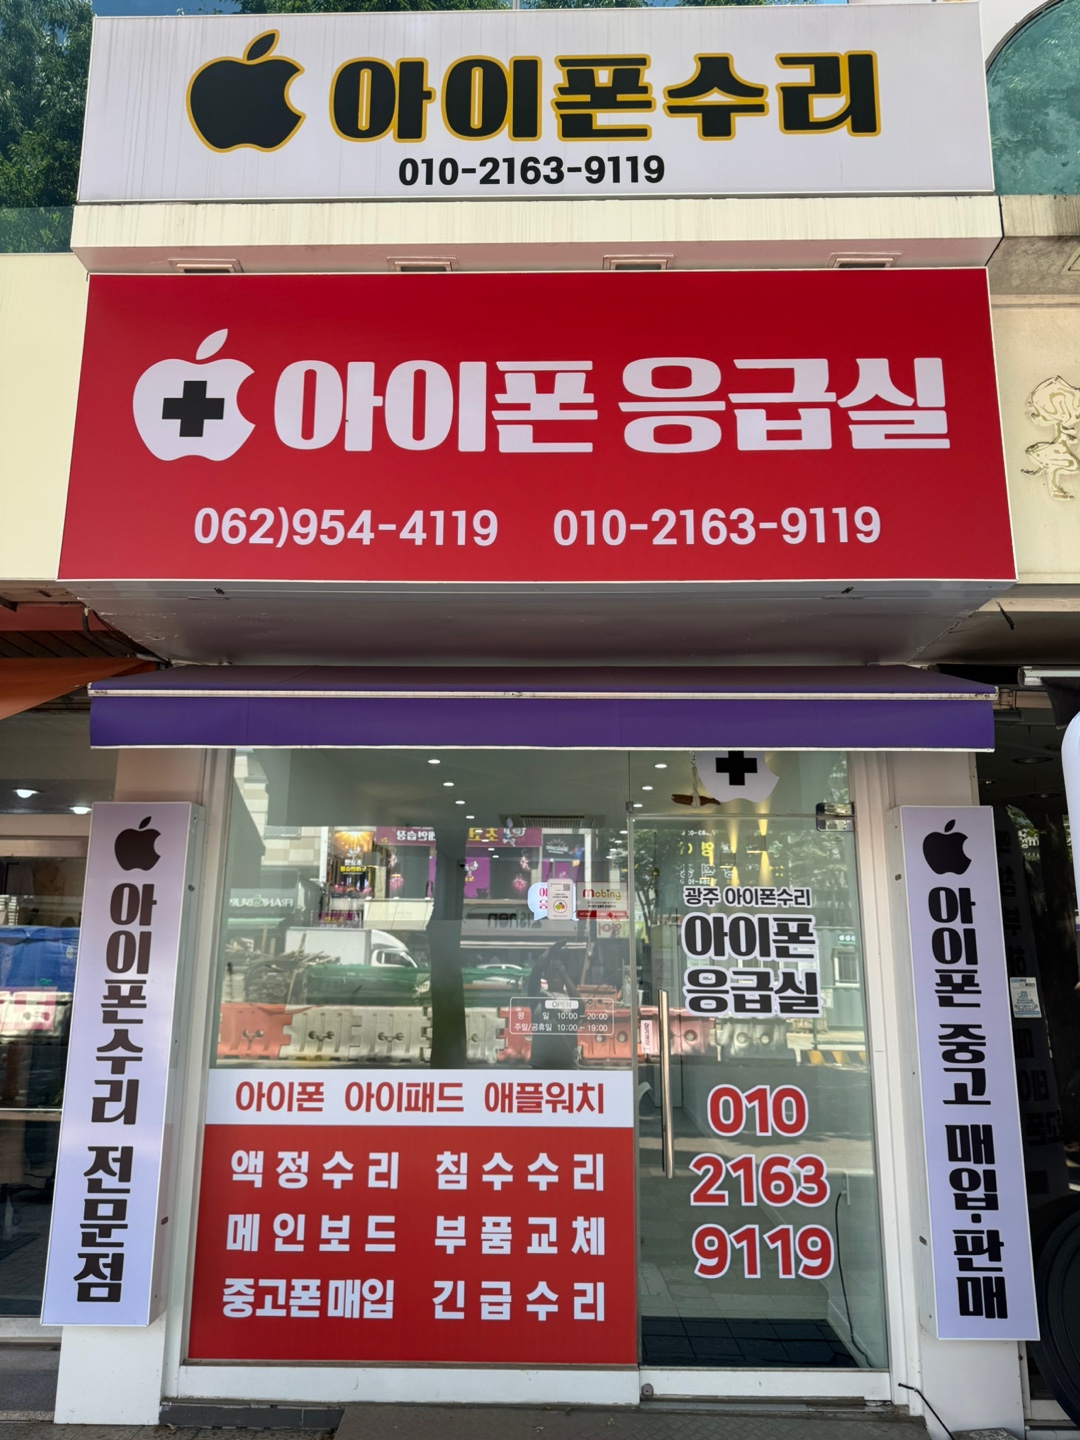 아이폰수리
010-2163-9119
아이폰 응급실
062)954-4119 010-2163-9119
아이폰수리 전문점
mobing
OPEN
평 일 10:00~20:00
주말/공휴일 10:00~19:00
광주 아이폰수리
아이폰
응급실
010
2163
9119
아이폰 아이패드 애플워치
액정수리 침수수리
메인보드 부품교체
중고폰매입 긴급수리
아이폰 중고 매입·판매